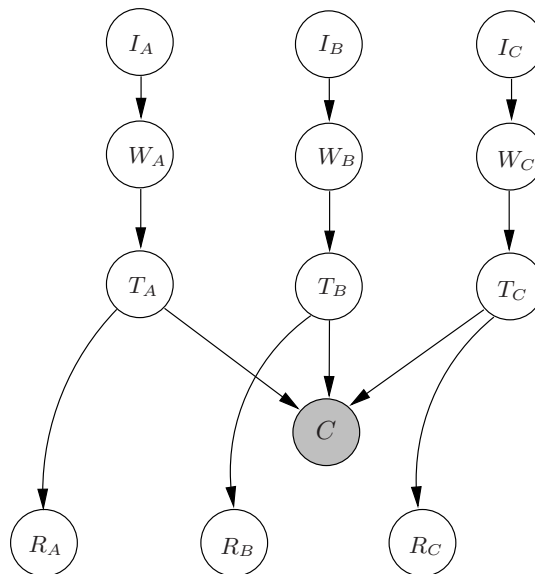 I_A I_B I_C
W_A W_B W_C
T_A T_B T_C
C
R_A R_B R_C